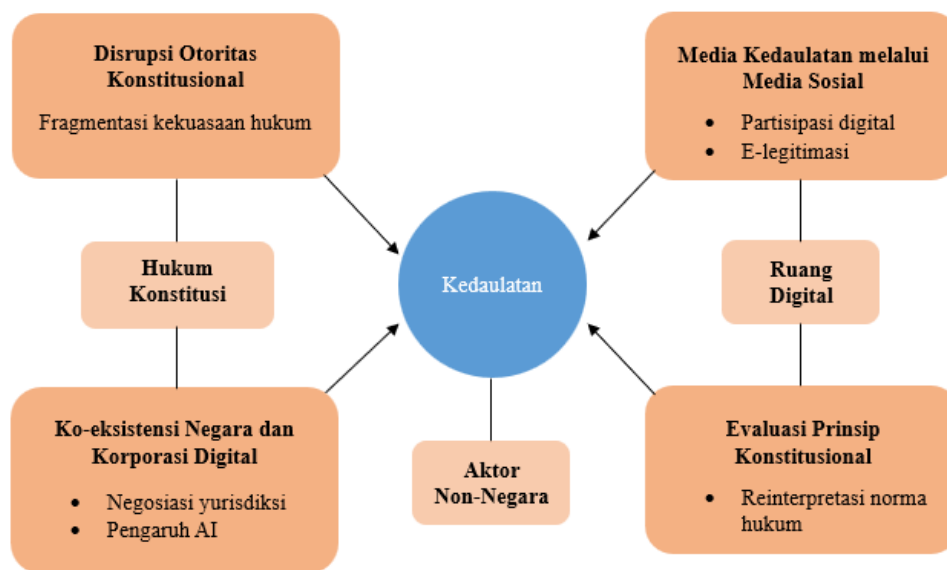 Disrupsi Otoritas
Konstitusional
Fragmentasi kekuasaan hukum
Media Kedaulatan melalui
Media Sosial
• Partisipasi digital
• E-legitimasi
Hukum
Konstitusi
Kedaulatan
Ruang
Digital
Ko-eksistensi Negara dan
Korporasi Digital
• Negosiasi yurisdiksi
• Pengaruh AI
Aktor
Non-Negara
Evaluasi Prinsip
Konstitusional
• Reinterpretasi norma
hukum